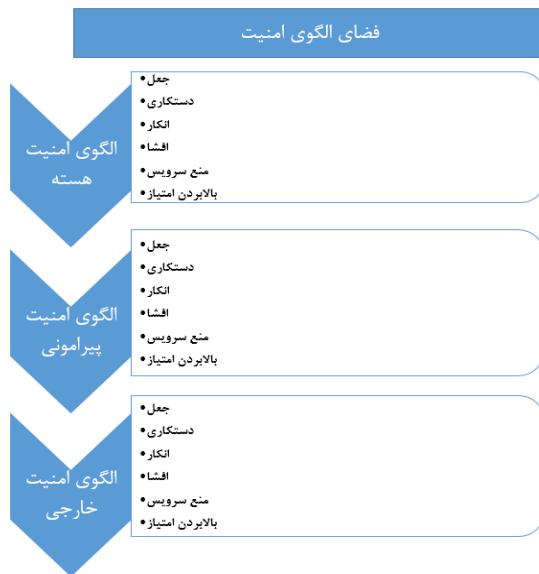 فضای الگوی امنیت
الگوی امنیت
هسته
•جعل
•دستکاری
•انکار
•افشا
•منع سرویس
•بالابردن امتیاز
الگوی امنیت
پیرامونی
•جعل
•دستکاری
•انکار
•افشا
•منع سرویس
•بالابردن امتیاز
الگوی امنیت
خارجی
•جعل
•دستکاری
•انکار
•افشا
•منع سرویس
•بالابردن امتیاز